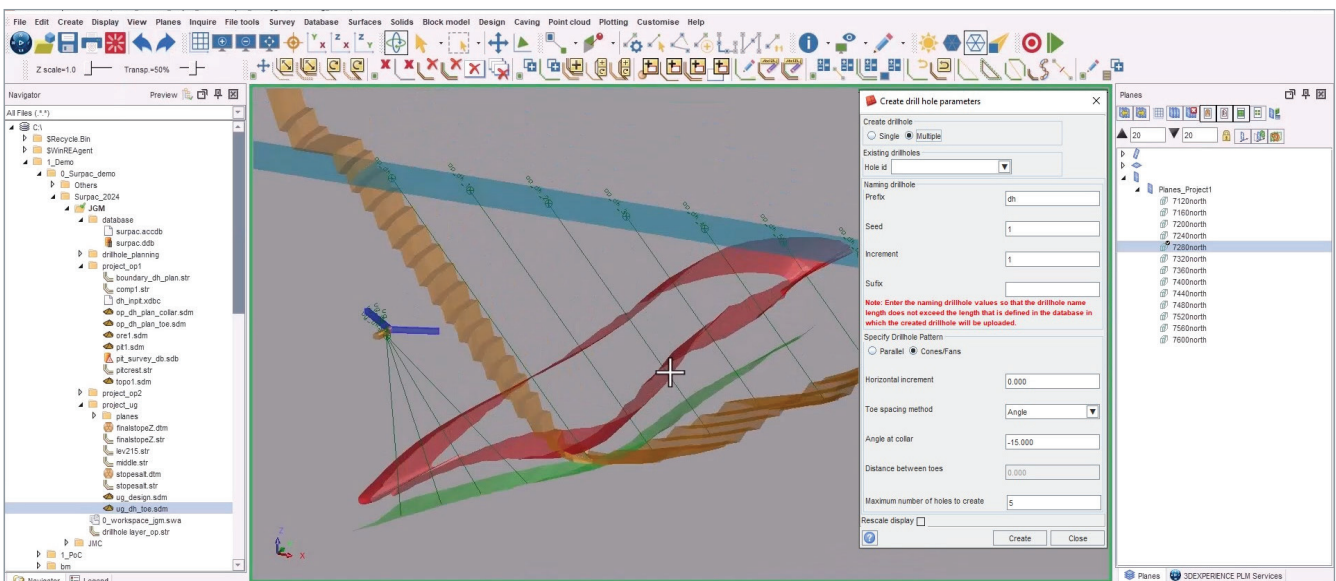 File Edit Create Display View Planes Inquire File tools Survey Database Surfaces Solids Block model Design Caving Point cloud Plotting Customise Help
Z scale=1.0 Transp.=50%
Navigator Preview
All Files (*.*)
C:\
$Recycle.Bin
$WinREAgent
1_Demo
0_Surpac_demo
Others
Surpac_2024
JGM
database
surpac.accdb
surpac.ddb
drillhole_planning
project_op1
boundary_dh_plan.str
comp1.str
dh_inpit.xdbc
op_dh_plan_collar.sdm
op_dh_plan_toe.sdm
ore1.sdm
pit1.sdm
pit_survey_db.sdb
pitcrest.str
topo1.sdm
project_op2
project_ug
planes
finalstopeZ.dtm
finalstopeZ.str
lev215.str
middle.str
stopesalt.dtm
stopesalt.str
ug_design.sdm
ug_dh_toe.sdm
0_workspace_jgm.swa
drillhole layer_op.str
JMC
1_PoC
bm
Navigator Legend
Z
X
Create drill hole parameters
Create drillhole
Single Multiple
Existing drillholes
Hole id
Naming drillhole
Prefix dh
Seed 1
Increment 1
Sufix
Note: Enter the naming drillhole values so that the drillhole name
length does not exceed the length that is defined in the database in
which the created drillhole will be uploaded.
Specify Drillhole Pattern
Parallel Cones/Fans
Horizontal increment 0.000
Toe spacing method Angle
Angle at collar -15.000
Distance between toes 0.000
Maximum number of holes to create 5
Rescale display
Create Close
Planes
20 20
Planes_Project1
7120north
7160north
7200north
7240north
7280north
7320north
7360north
7400north
7440north
7480north
7520north
7560north
7600north
Planes 3DEXPERIENCE PLM Services